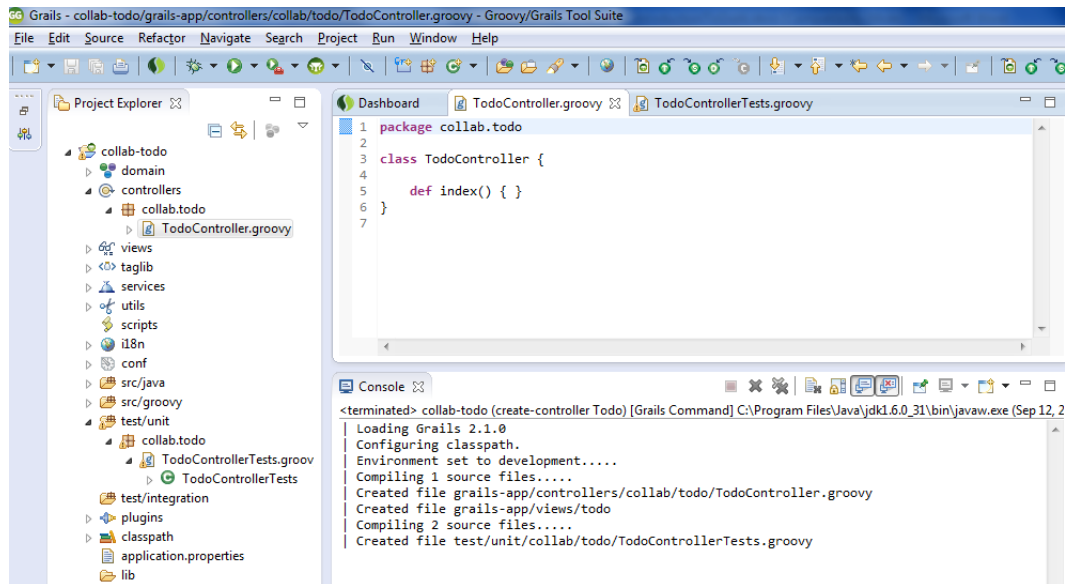 Grails - collab-todo/grails-app/controllers/collab/todo/TodoController.groovy - Groovy/Grails Tool Suite
File Edit Source Refactor Navigate Search Project Run Window Help
Project Explorer
collab-todo
domain
controllers
collab.todo
TodoController.groovy
views
taglib
services
utils
scripts
i18n
conf
src/java
src/groovy
test/unit
collab.todo
TodoControllerTests.groov
TodoControllerTests
test/integration
plugins
classpath
application.properties
lib
Dashboard TodoController.groovy TodoControllerTests.groovy
1 package collab.todo
2
3 class TodoController {
4
5 def index() { }
6 }
7
Console
<terminated> collab-todo (create-controller Todo) [Grails Command] C:\Program Files\Java\jdk1.6.0_31\bin\javaw.exe (Sep 12, 2
| Loading Grails 2.1.0
| Configuring classpath.
| Environment set to development.....
| Compiling 1 source files.....
| Created file grails-app/controllers/collab/todo/TodoController.groovy
| Created file grails-app/views/todo
| Compiling 2 source files.....
| Created file test/unit/collab/todo/TodoControllerTests.groovy